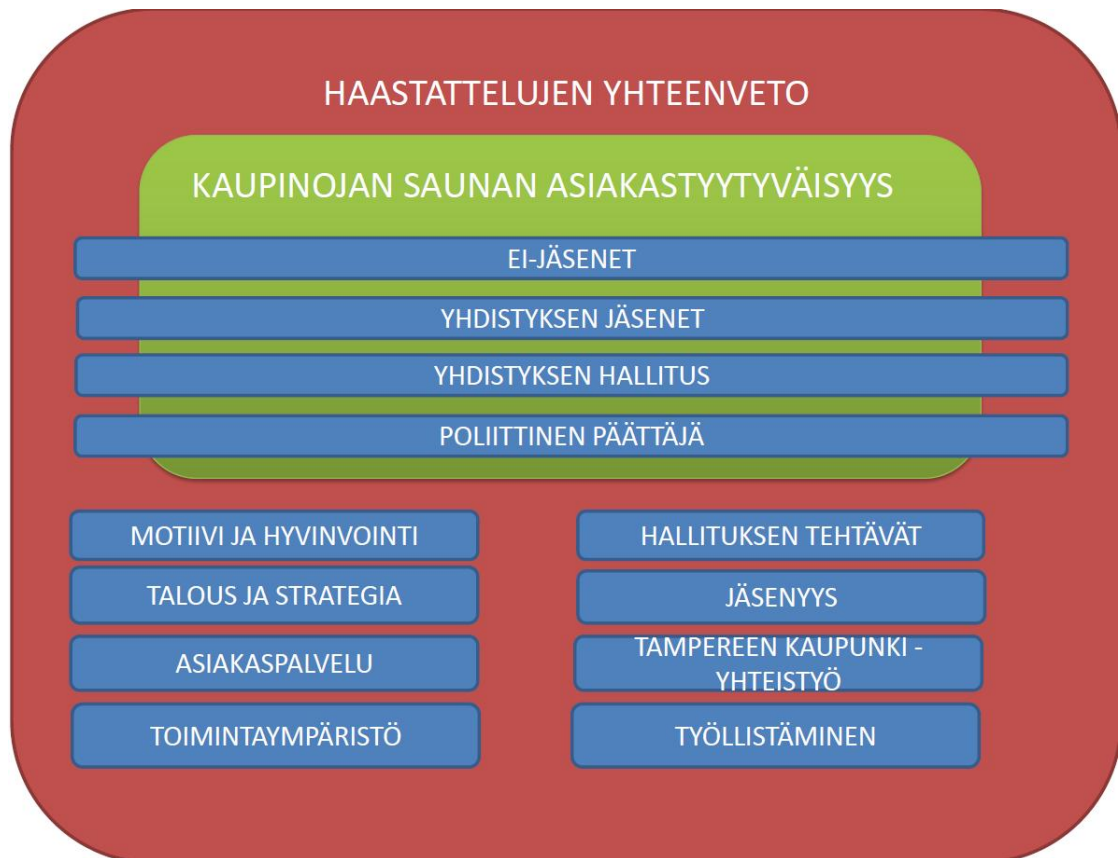 HAASTATTELUJEN YHTEENVETO
KAUPINOJAN SAUNAN ASIAKASTYYTYVÄISYYS
EI-JÄSENET
YHDISTYKSEN JÄSENET
YHDISTYKSEN HALLITUS
POLIITTINEN PÄÄTTÄJÄ
MOTIIVI JA HYVINVOINTI
TALOUS JA STRATEGIA
ASIAKASPALVELU
TOIMINTAYMPÄRISTÖ
HALLITUKSEN TEHTÄVÄT
JÄSENYYS
TAMPEREEN KAUPUNKI -
YHTEISTYÖ
TYÖLLISTÄMINEN